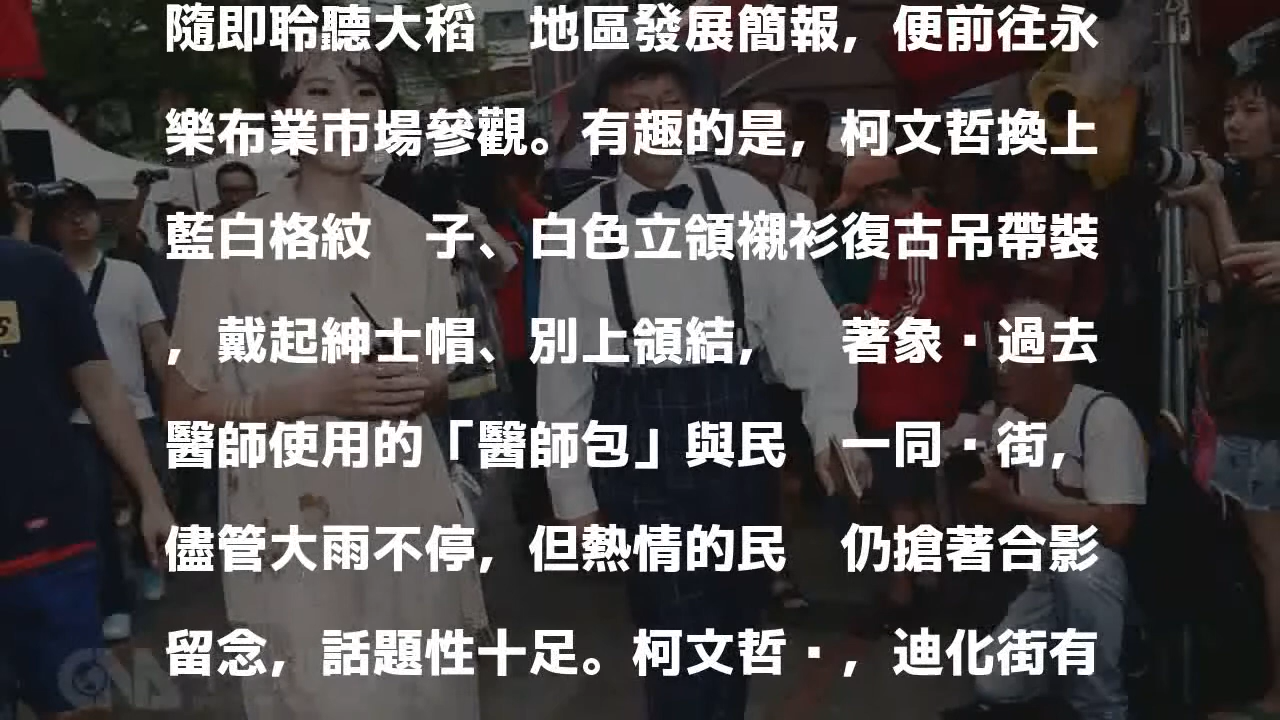 隨即聆聽大稻　地區發展簡報，便前往永
樂布業市場參觀。有趣的是，柯文哲換上
藍白格紋　子、白色立領襯衫復古吊帶裝
，戴起紳士帽、別上領結，　著象·過去
醫師使用的「醫師包」與民　一同·街，
儘管大雨不停，但熱情的民　仍搶著合影
留念，話題性十足。柯文哲·，迪化街有
CNA